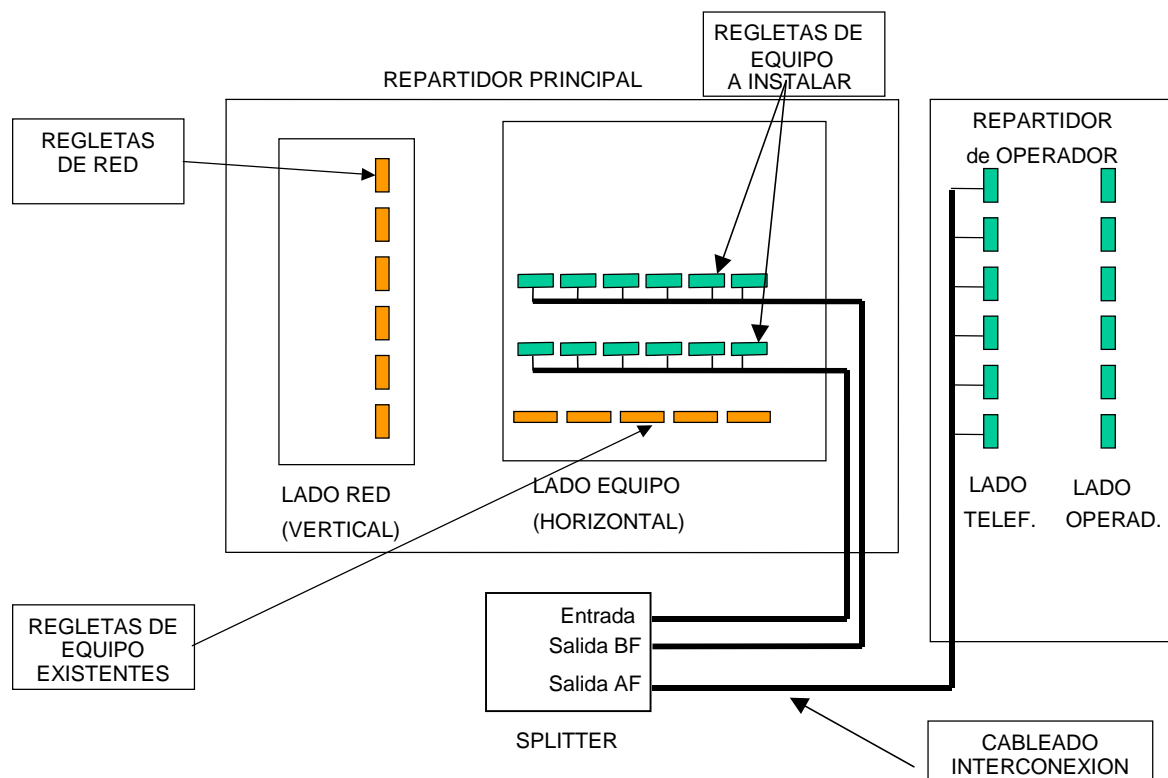 REGLETAS DE
EQUIPO
A INSTALAR
REPARTIDOR PRINCIPAL
REGLETAS
DE RED
REPARTIDOR
de OPERADOR
LADO RED
(VERTICAL)
LADO EQUIPO
(HORIZONTAL)
LADO
TELEF.
LADO
OPERAD.
REGLETAS DE
EQUIPO
EXISTENTES
Entrada
Salida BF
Salida AF
SPLITTER
CABLEADO
INTERCONEXION